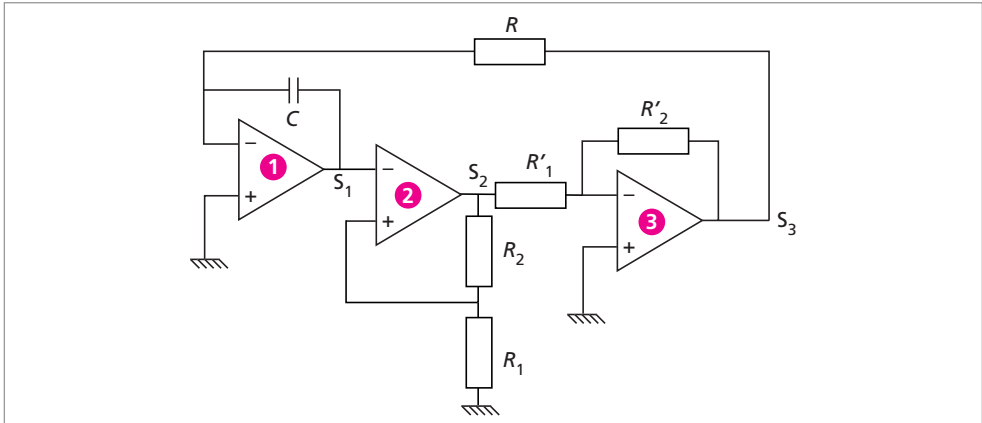 R
C
R′2
− 1 +
S1
− 2 +
S2
R′1
− 3 +
S3
R2
R1